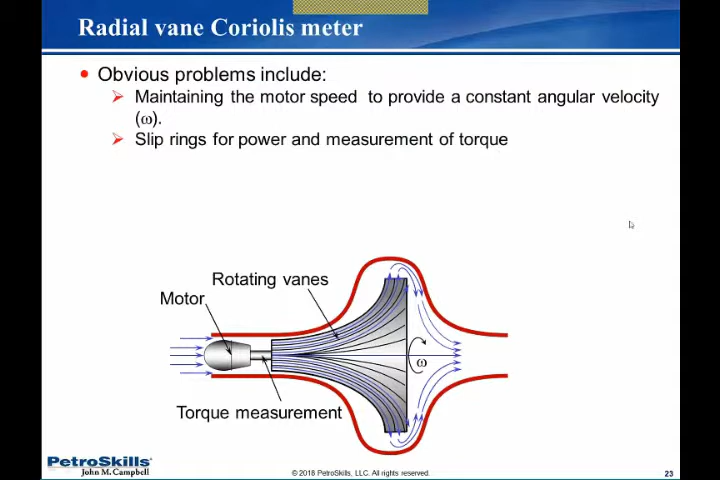 Radial vane Coriolis meter
• Obvious problems include:
➢ Maintaining the motor speed to provide a constant angular velocity
(ω).
➢ Slip rings for power and measurement of torque
Rotating vanes
Motor
ω
Torque measurement
PetroSkills®
John M. Campbell
© 2018 PetroSkills, LLC. All rights reserved.
23